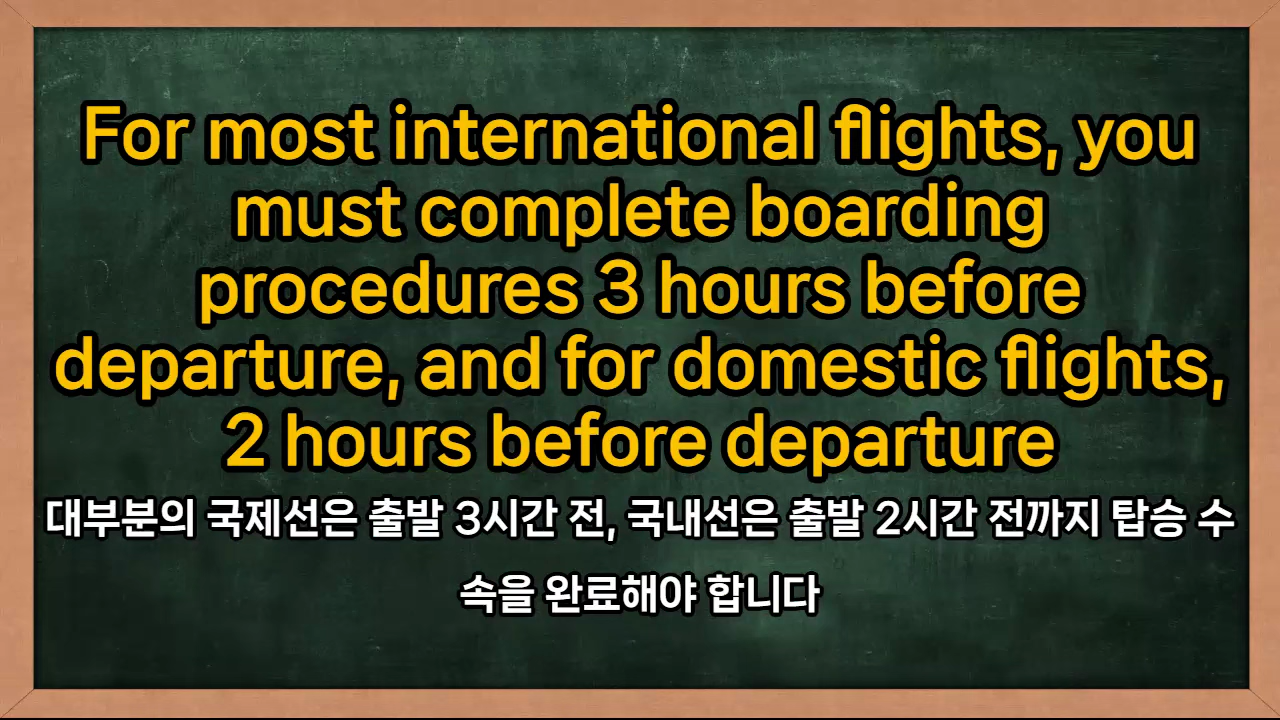 For most international flights, you
must complete boarding
procedures 3 hours before
departure, and for domestic flights,
2 hours before departure
대부분의 국제선은 출발 3시간 전, 국내선은 출발 2시간 전까지 탑승 수
속을 완료해야 합니다